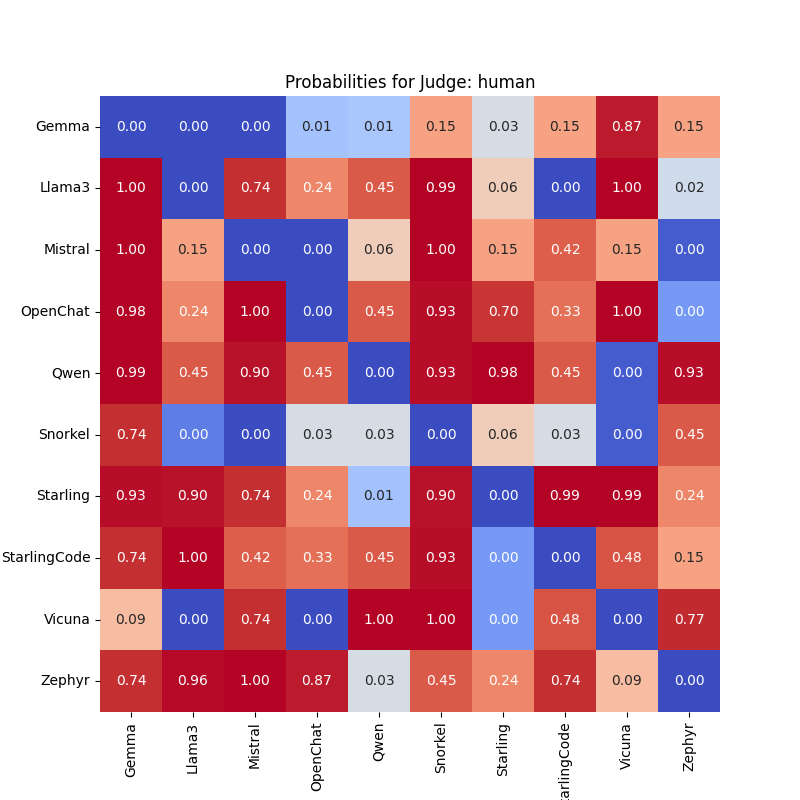 Probabilities for Judge: human
Gemma 0.00 0.00 0.00 0.01 0.01 0.15 0.03 0.15 0.87 0.15
Llama3 1.00 0.00 0.74 0.24 0.45 0.99 0.06 0.00 1.00 0.02
Mistral 1.00 0.15 0.00 0.00 0.06 1.00 0.15 0.42 0.15 0.00
OpenChat 0.98 0.24 1.00 0.00 0.45 0.93 0.70 0.33 1.00 0.00
Qwen 0.99 0.45 0.90 0.45 0.00 0.93 0.98 0.45 0.00 0.93
Snorkel 0.74 0.00 0.00 0.03 0.03 0.00 0.06 0.03 0.00 0.45
Starling 0.93 0.90 0.74 0.24 0.01 0.90 0.00 0.99 0.99 0.24
StarlingCode 0.74 1.00 0.42 0.33 0.45 0.93 0.00 0.00 0.48 0.15
Vicuna 0.09 0.00 0.74 0.00 1.00 1.00 0.00 0.48 0.00 0.77
Zephyr 0.74 0.96 1.00 0.87 0.03 0.45 0.24 0.74 0.09 0.00
Gemma Llama3 Mistral OpenChat Qwen Snorkel Starling arlingCode Vicuna Zephyr